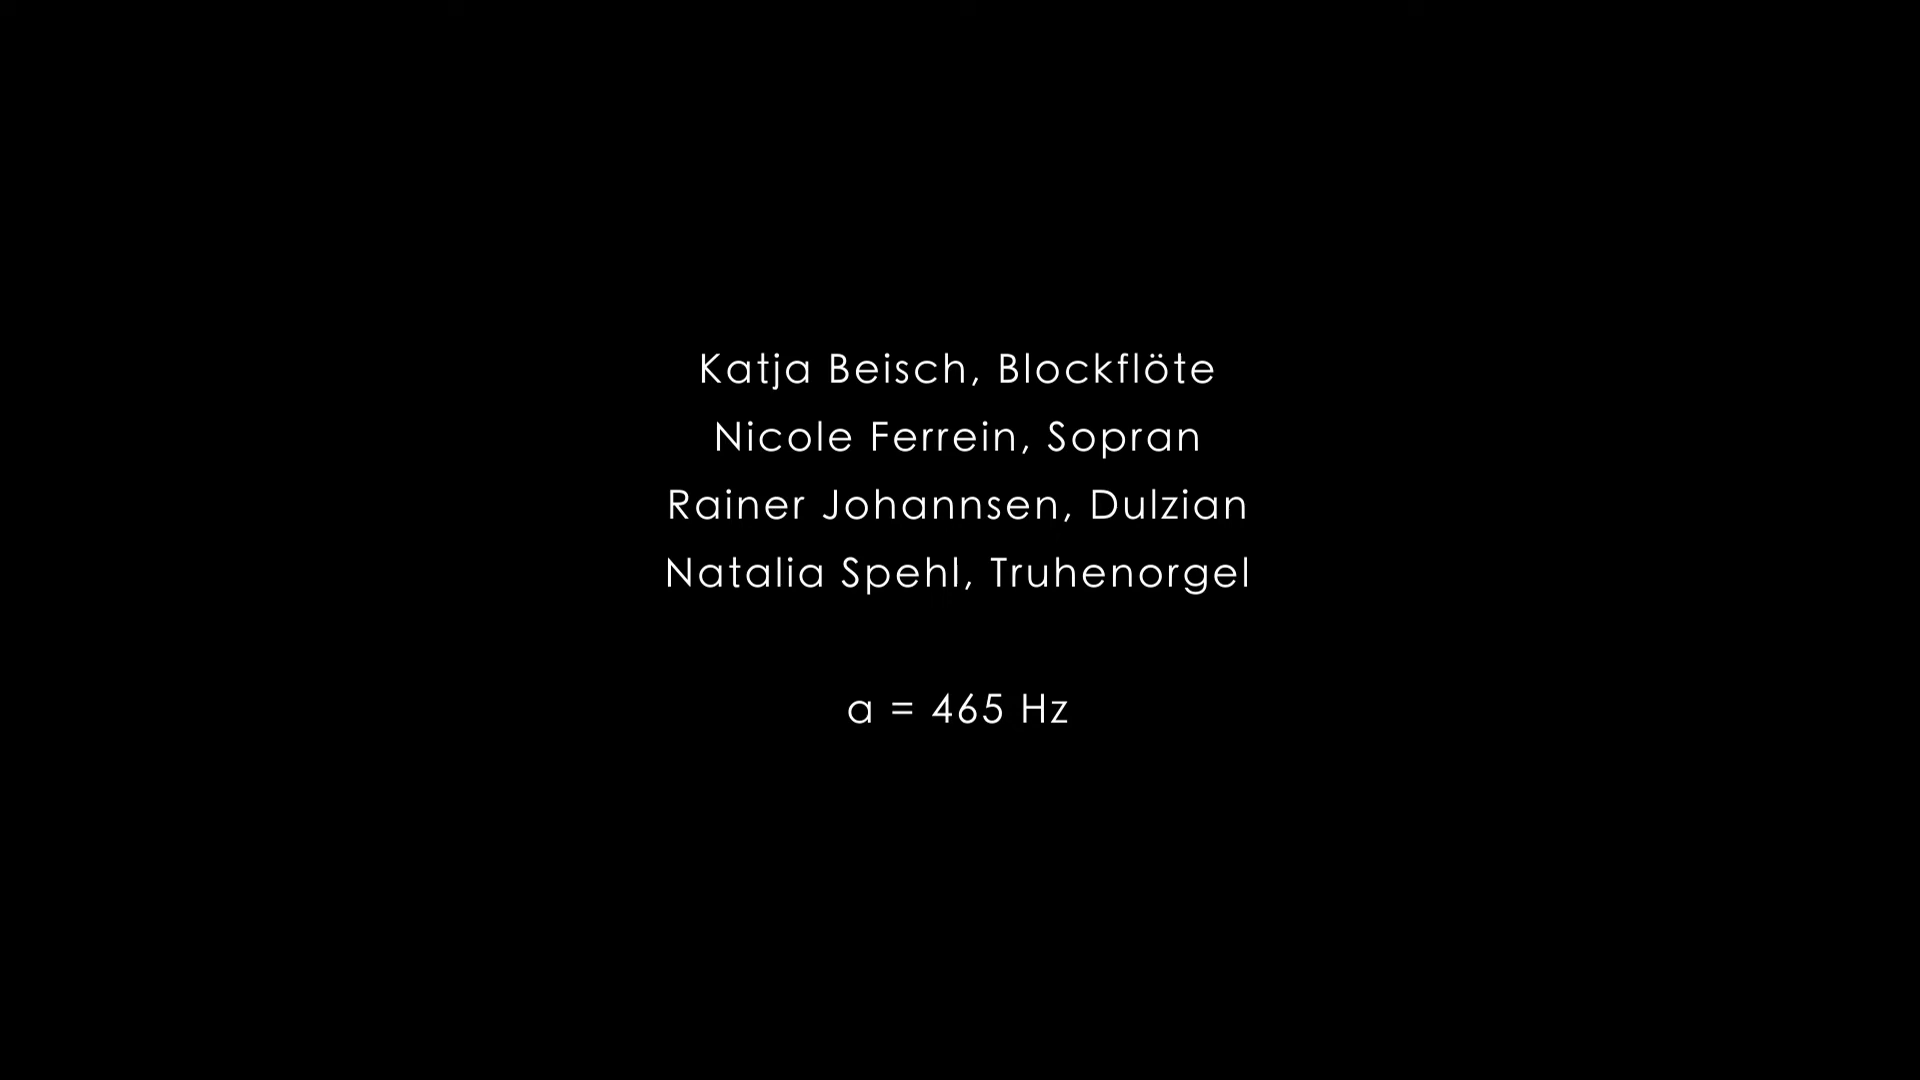 Katja Beisch, Blockflöte
Nicole Ferrein, Sopran
Rainer Johannsen, Dulzian
Natalia Spehl, Truhenorgel
a = 465 Hz